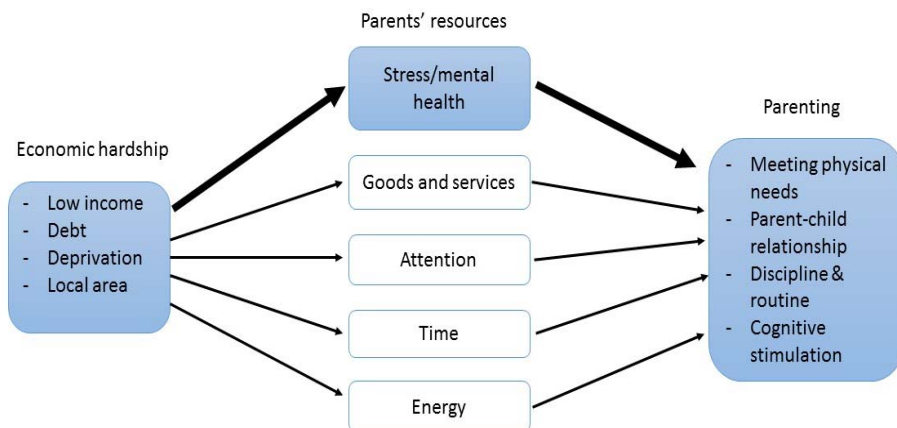 Parents' resources
Stress/mental
health
Parenting
Economic hardship
- Low income
- Debt
- Deprivation
- Local area
Goods and services
Attention
Time
Energy
- Meeting physical
needs
- Parent-child
relationship
- Discipline &
routine
- Cognitive
stimulation